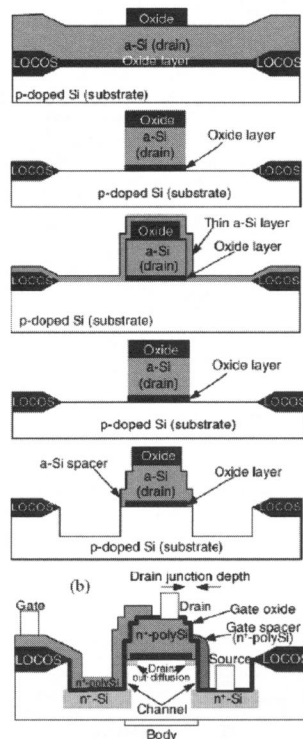 Oxide
a-Si (drain)
LOCOS
Oxide layer
LOCOS
p-doped Si (substrate)
Oxide
a-Si
(drain)
Oxide layer
LOCOS
LOCOS
p-doped Si (substrate)
Thin a-Si layer
Oxide
a-Si
(drain)
Oxide layer
LOCOS
LOCOS
p-doped Si (substrate)
Oxide
a-Si
(drain)
Oxide layer
LOCOS
LOCOS
p-doped Si (substrate)
a-Si spacer
Oxide
a-Si
(drain)
Oxide layer
LOCOS
LOCOS
p-doped Si (substrate)
(b)
Drain junction depth
Gate
Drain
Gate oxide
n⁺-polySi
Gate spacer
(n⁺-polySi)
Source
LOCOS
LOCOS
n⁺-polySi
Drain
out diffusion
n⁺-Si
n⁺-Si
Channel
Body